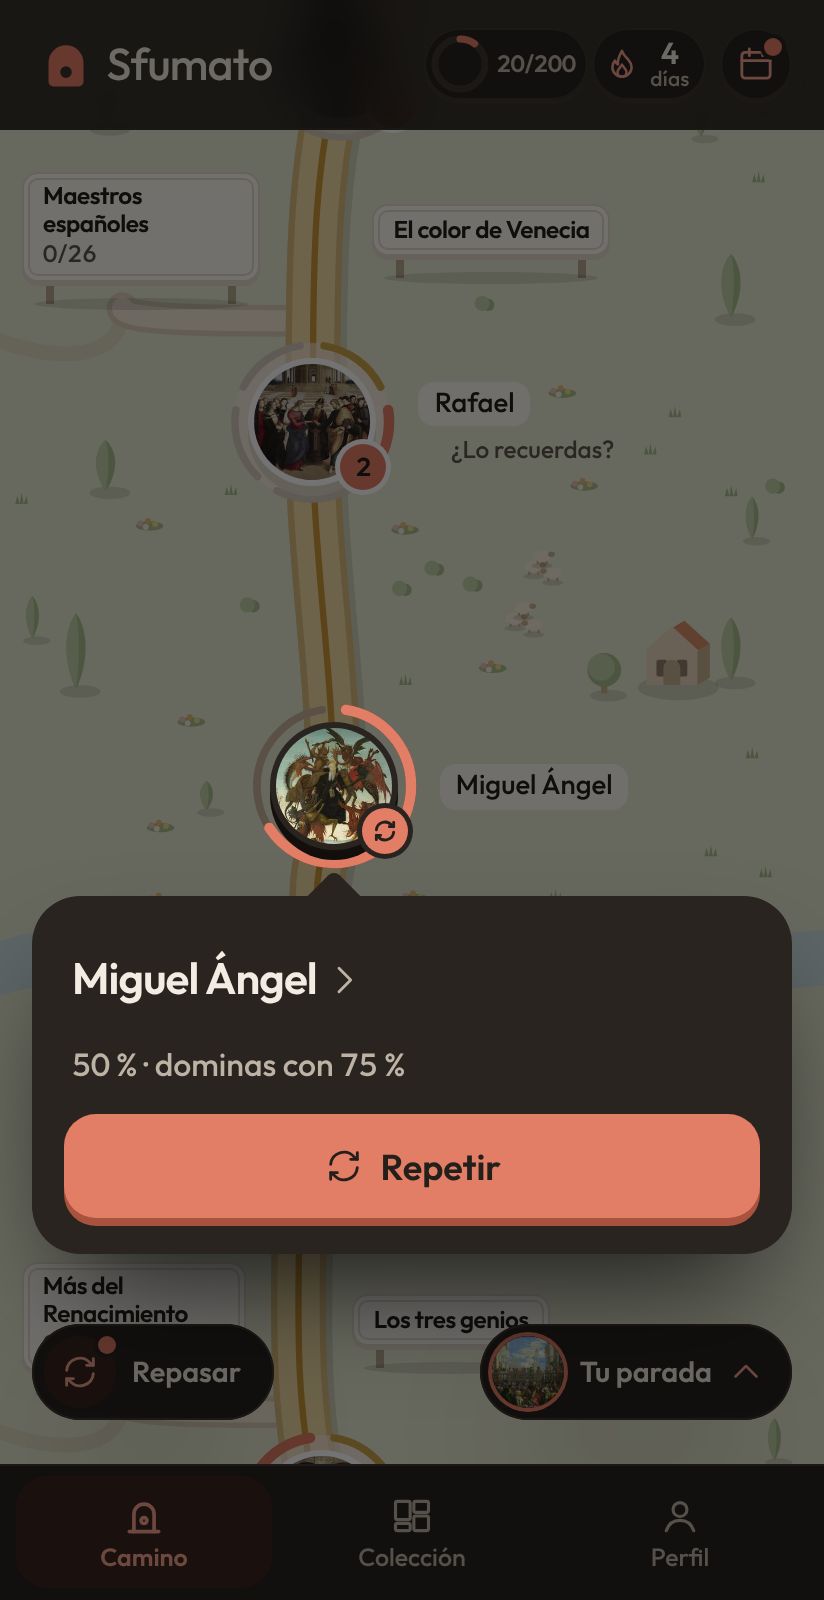 Sfumato
20/200
4
días
Maestros
españoles
0/26
El color de Venecia
Rafael
2
¿Lo recuerdas?
Miguel Ángel
Miguel Ángel
50 % · dominas con 75 %
Repetir
Más del
Renacimiento
Los tres genios
Repasar
Tu parada
Camino
Colección
Perfil